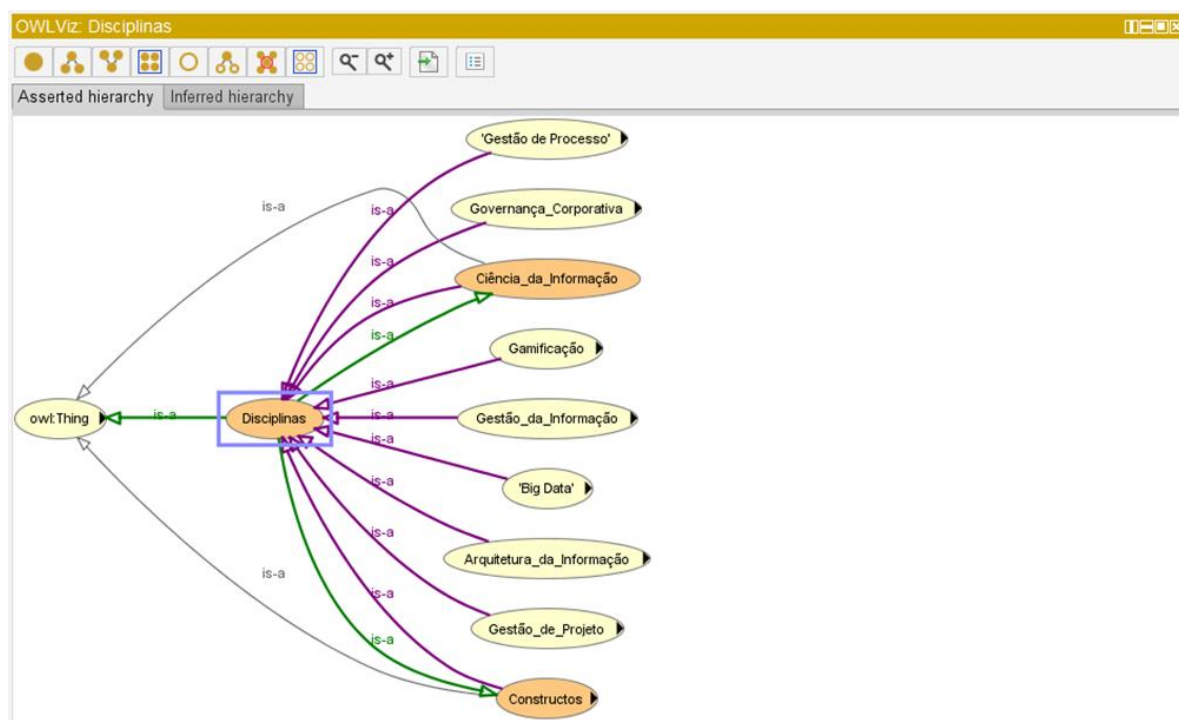 OWLViz: Disciplinas
Asserted hierarchy Inferred hierarchy
'Gestão de Processo'
is-a
is-a
Governança_Corporativa
is-a
Ciência_da_Informação
is-a
is-a
Gamificação
is-a
owl:Thing
is-a
Disciplinas
is-a
Gestão_da_Informação
is-a
'Big Data'
is-a
Arquitetura_da_Informação
is-a
is-a
is-a
Gestão_de_Projeto
is-a
Constructos